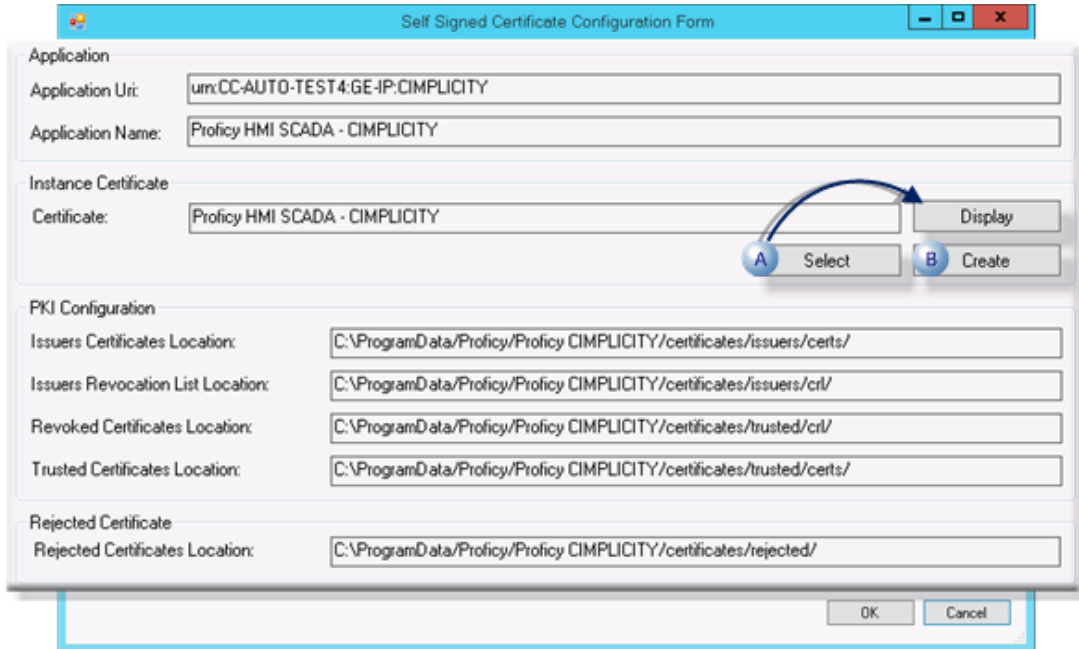 Self Signed Certificate Configuration Form
Application
Application Uri: urn:CC-AUTO-TEST4:GE-IP:CIMPLICITY
Application Name: Proficy HMI SCADA - CIMPLICITY
Instance Certificate
Certificate: Proficy HMI SCADA - CIMPLICITY Display
A Select B Create
PKI Configuration
Issuers Certificates Location: C:\ProgramData/Proficy/Proficy CIMPLICITY/certificates/issuers/certs/
Issuers Revocation List Location: C:\ProgramData/Proficy/Proficy CIMPLICITY/certificates/issuers/crl/
Revoked Certificates Location: C:\ProgramData/Proficy/Proficy CIMPLICITY/certificates/trusted/crl/
Trusted Certificates Location: C:\ProgramData/Proficy/Proficy CIMPLICITY/certificates/trusted/certs/
Rejected Certificate
Rejected Certificates Location: C:\ProgramData/Proficy/Proficy CIMPLICITY/certificates/rejected/
OK Cancel